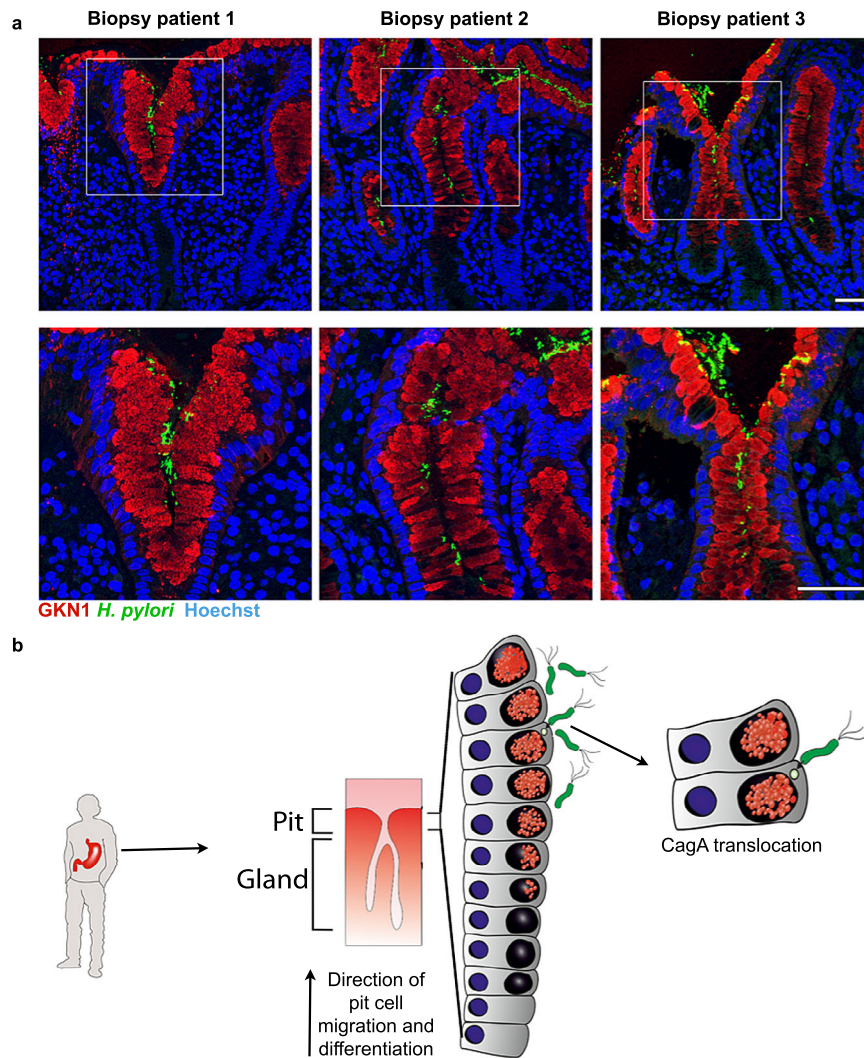 Biopsy patient 1 Biopsy patient 2 Biopsy patient 3
a
GKN1 H. pylori Hoechst
b
Pit
Gland
CagA translocation
Direction of
pit cell
migration and
differentiation